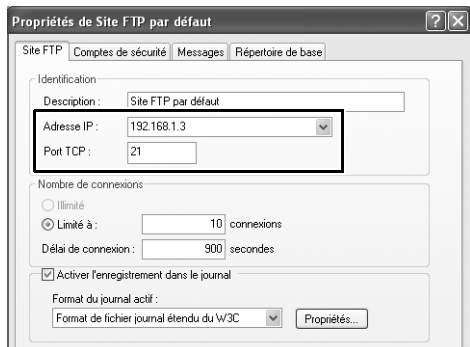 Propriétés de Site FTP par défaut
Site FTP Comptes de sécurité Messages Répertoire de base
Identification
Description : Site FTP par défaut
Adresse IP : 192.168.1.3
Port TCP : 21
Nombre de connexions
Illimité
Limité à : 10 connexions
Délai de connexion : 900 secondes
Activer l'enregistrement dans le journal
Format du journal actif :
Format de fichier journal étendu du W3C Propriétés...